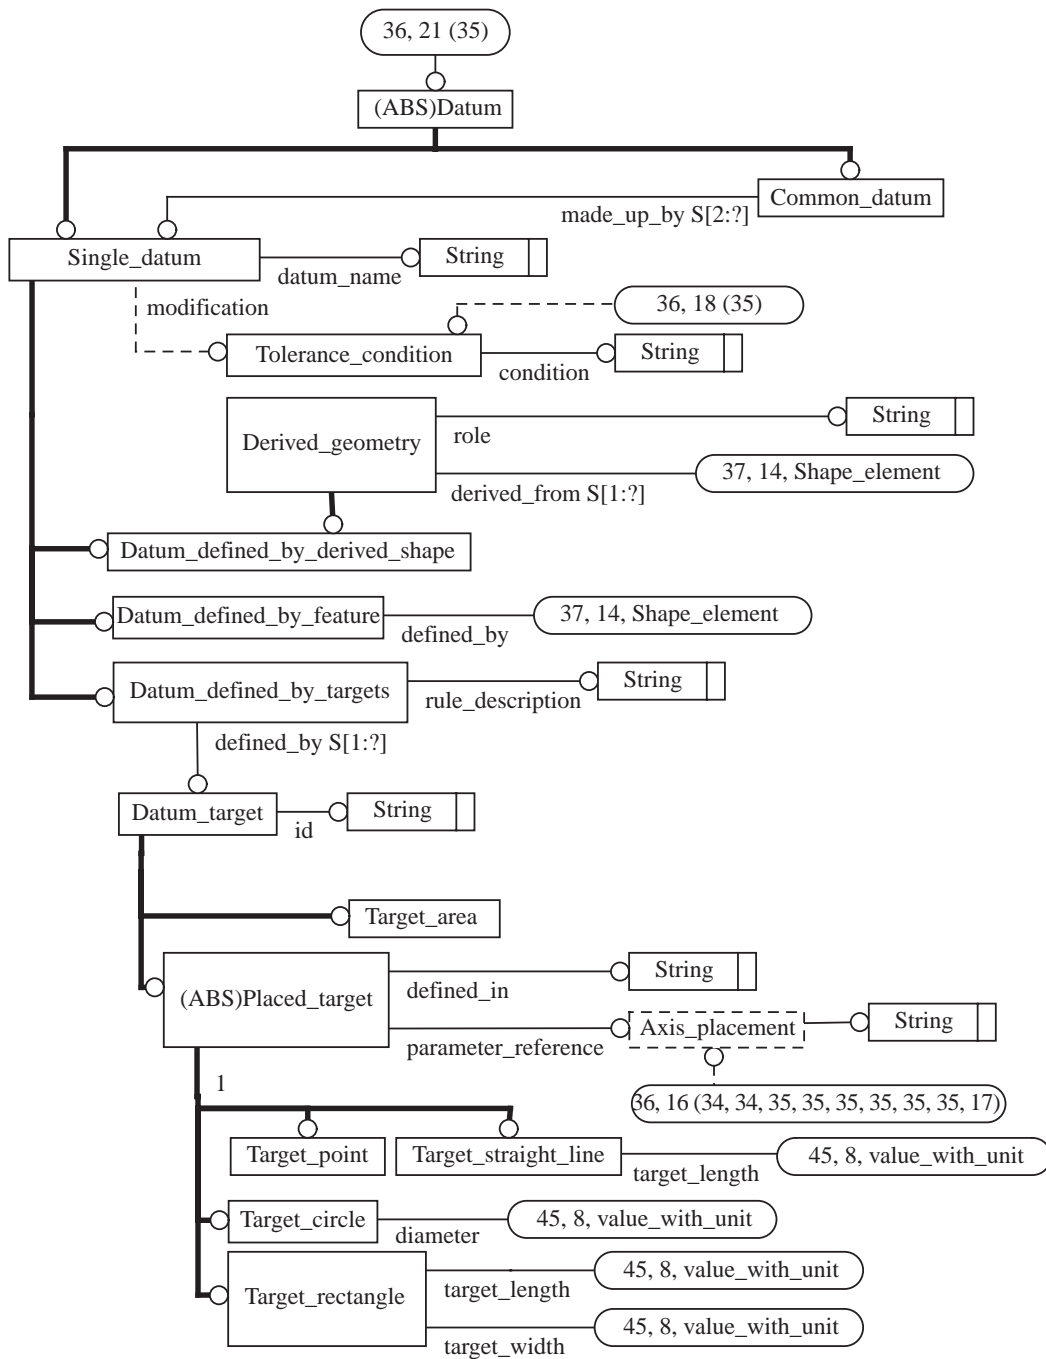 36, 21 (35)
(ABS)Datum
Common_datum
made_up_by S[2:?]
Single_datum
String
datum_name
modification
36, 18 (35)
Tolerance_condition
String
condition
Derived_geometry
String
role
37, 14, Shape_element
derived_from S[1:?]
Datum_defined_by_derived_shape
Datum_defined_by_feature
37, 14, Shape_element
defined_by
Datum_defined_by_targets
String
rule_description
defined_by S[1:?]
Datum_target
String
id
Target_area
(ABS)Placed_target
String
defined_in
Axis_placement
String
parameter_reference
1
36, 16 (34, 34, 35, 35, 35, 35, 35, 35, 17)
Target_point
Target_straight_line
45, 8, value_with_unit
target_length
Target_circle
45, 8, value_with_unit
diameter
45, 8, value_with_unit
target_length
Target_rectangle
45, 8, value_with_unit
target_width